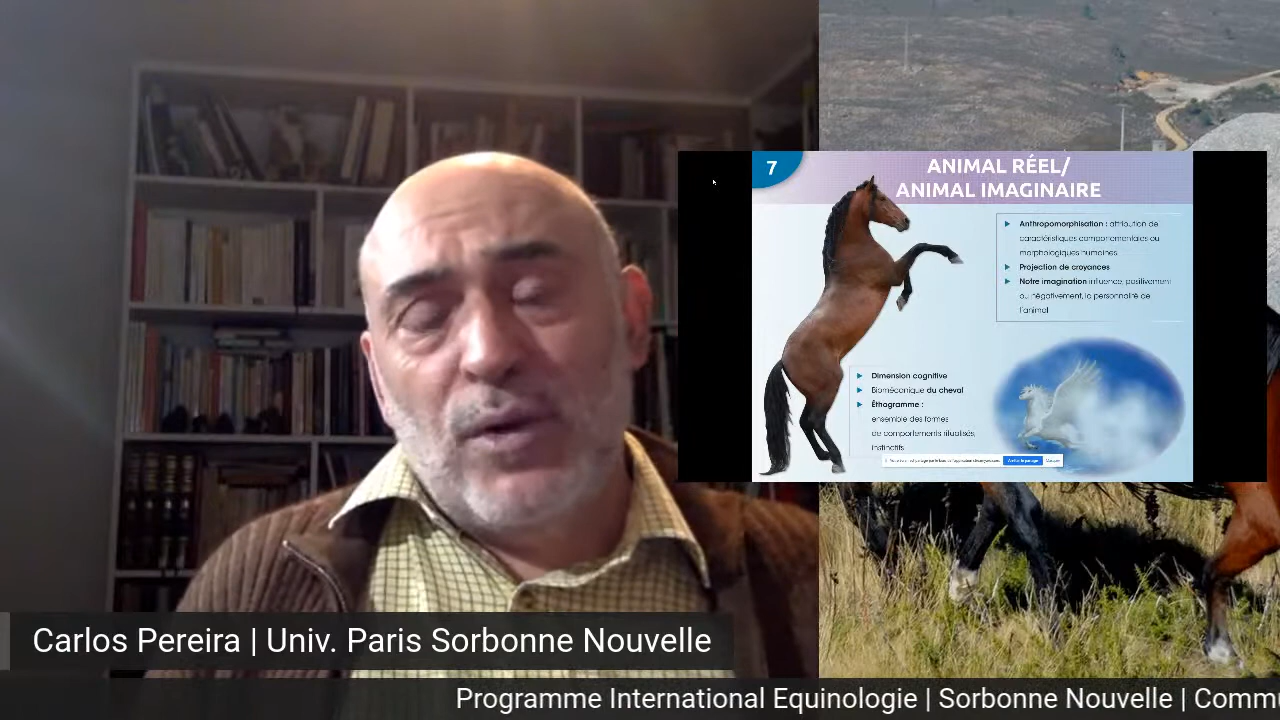 7
ANIMAL RÉEL/
ANIMAL IMAGINAIRE
Anthropomorphisation : attribution de
caractéristiques comportementales ou
morphologiques humaines
Projection de croyances
Notre imagination influence, positivement
ou négativement, la personnalité de
l'animal
Dimension cognitive
Biomécanique du cheval
Éthogramme :
ensemble des formes
de comportements ritualisés,
instinctifs
Carlos Pereira | Univ. Paris Sorbonne Nouvelle
Programme International Equinologie | Sorbonne Nouvelle | Comm